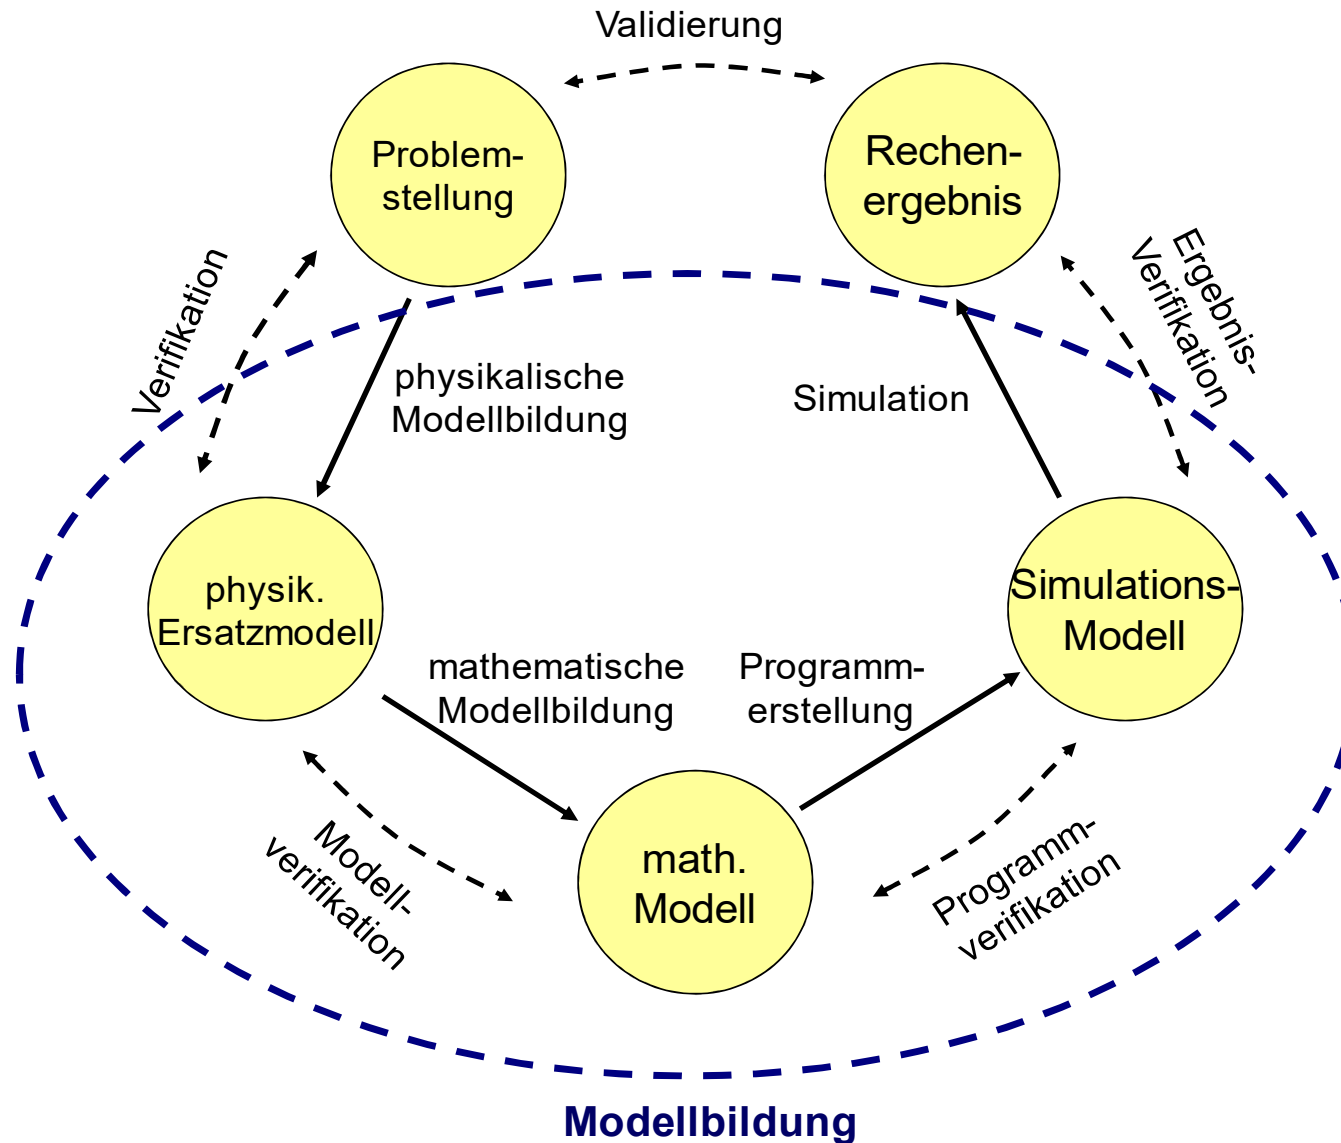 Validierung
Problem-
stellung
Rechen-
ergebnis
Verifikation
Ergebnis-
Verifikation
physikalische
Modellbildung
Simulation
physik.
Ersatzmodell
Simulations-
Modell
mathematische
Modellbildung
Programm-
erstellung
Modell-
verifikation
math.
Modell
Programm-
verifikation
Modellbildung